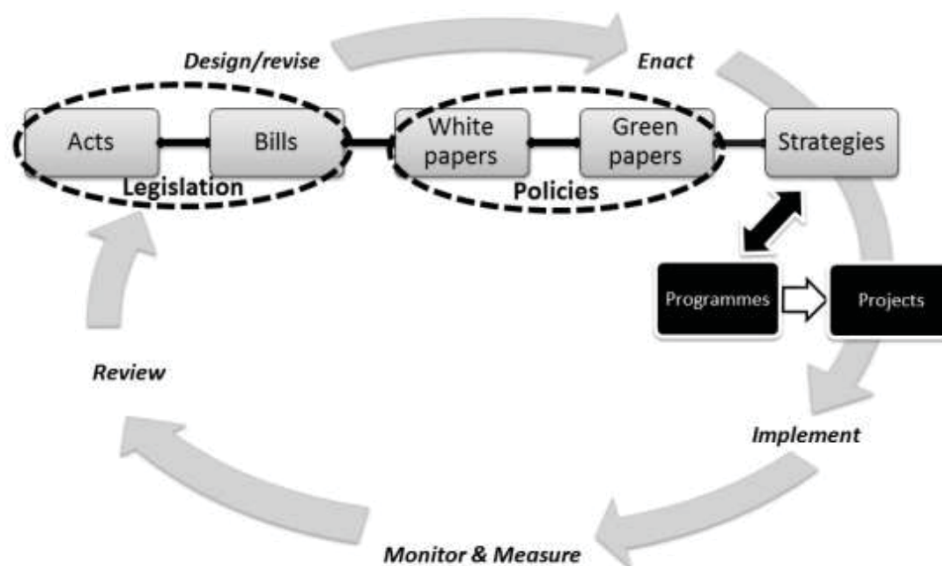 Design/revise
Enact
Acts
Bills
White
papers
Green
papers
Strategies
Legislation
Policies
Programmes
Projects
Review
Implement
Monitor & Measure